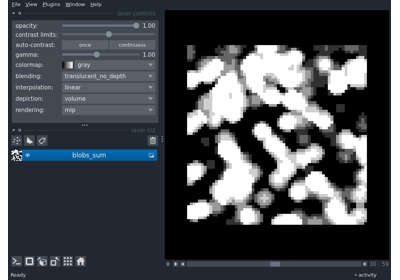 File View Plugins Window Help
layer controls
opacity: 1.00
contrast limits:
auto-contrast: once continuous
gamma: 1.00
colormap: gray
blending: translucent_no_depth
interpolation: linear
depiction: volume
rendering: mip
layer list
blobs_sum
30 59
activity